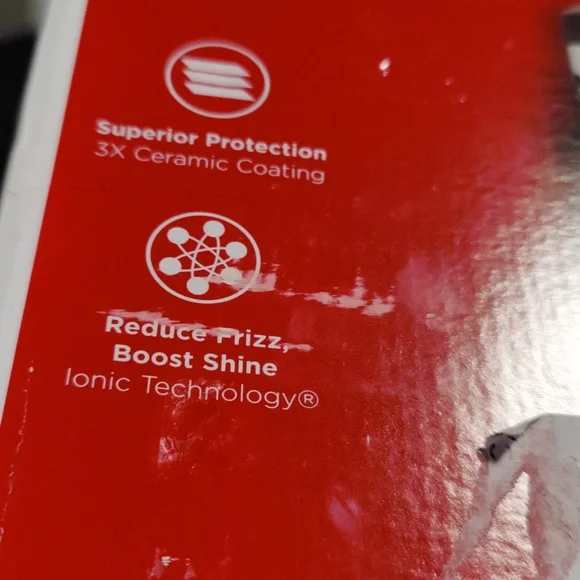 Superior Protection
3X Ceramic Coating
Reduce Frizz,
Boost Shine
Ionic Technology®